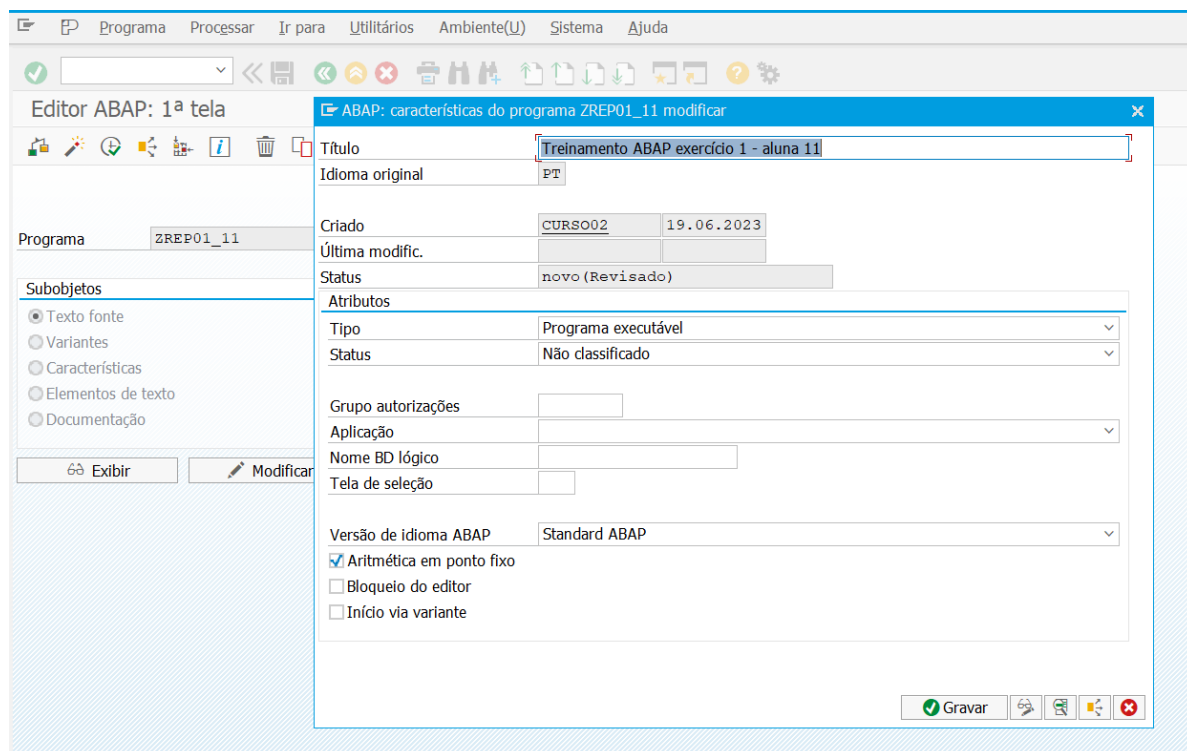 Programa Processar Ir para Utilitários Ambiente(U) Sistema Ajuda
Editor ABAP: 1ª tela
ABAP: características do programa ZREP01_11 modificar
Título Treinamento ABAP exercício 1 - aluna 11
Idioma original PT
Programa ZREP01_11
Criado CURSO02 19.06.2023
Última modific.
Status novo(Revisado)
Subobjetos
Texto fonte
Variantes
Características
Elementos de texto
Documentação
Exibir
Modificar
Atributos
Tipo Programa executável
Status Não classificado
Grupo autorizações
Aplicação
Nome BD lógico
Tela de seleção
Versão de idioma ABAP Standard ABAP
Aritmética em ponto fixo
Bloqueio do editor
Início via variante
Gravar